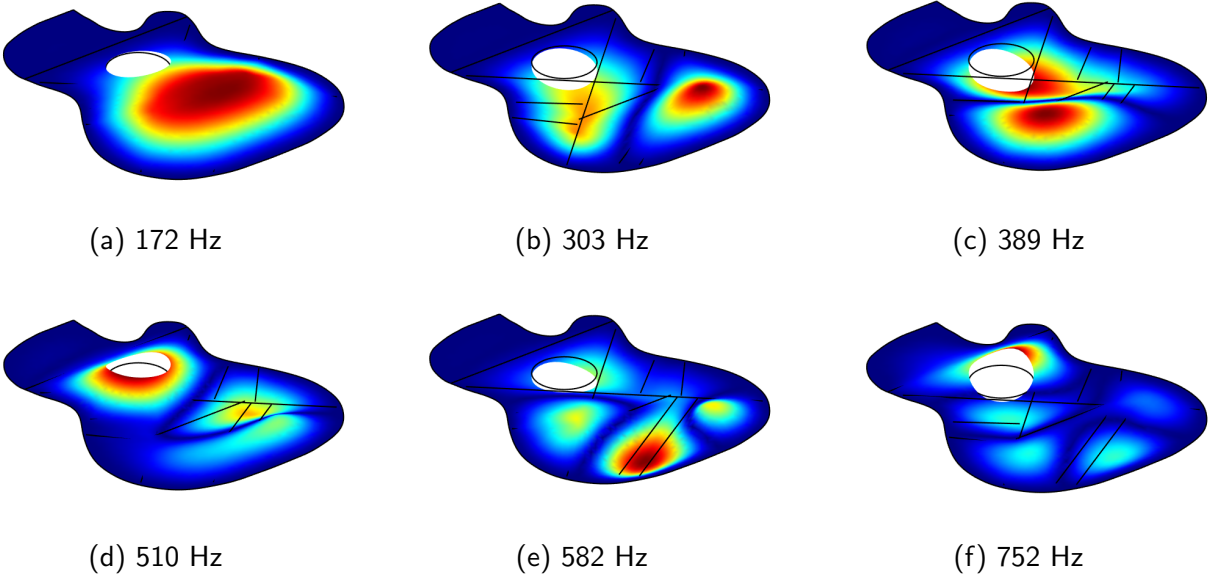 (a) 172 Hz
(b) 303 Hz
(c) 389 Hz
(d) 510 Hz
(e) 582 Hz
(f) 752 Hz